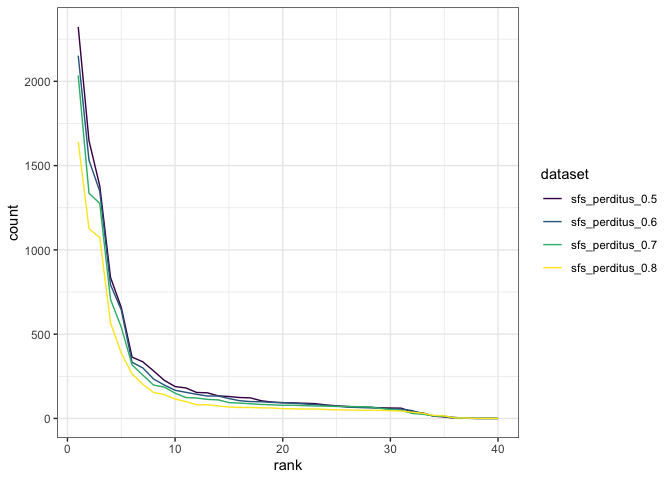 2000
1500
1000
500
0
count
0
10
20
30
40
rank
dataset
sfs_perditus_0.5
sfs_perditus_0.6
sfs_perditus_0.7
sfs_perditus_0.8